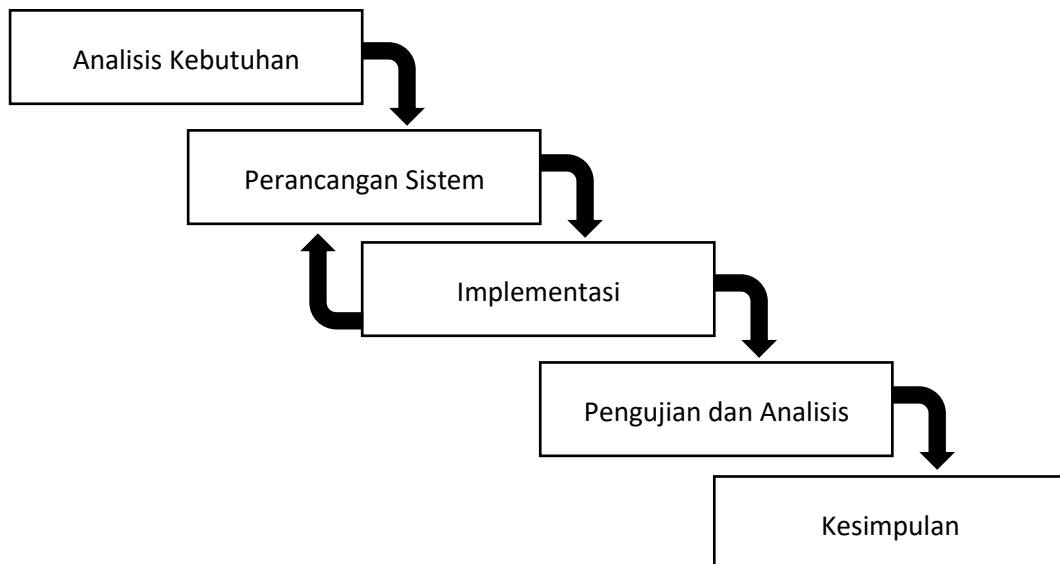 Analisis Kebutuhan
Perancangan Sistem
Implementasi
Pengujian dan Analisis
Kesimpulan